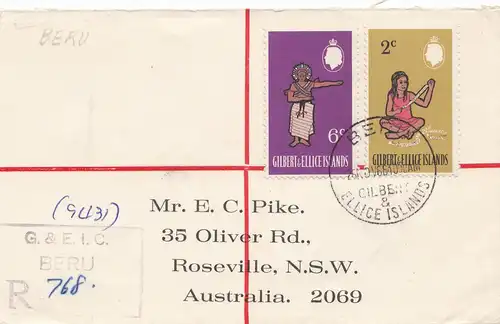 BERU
6c
GILBERT & ELLICE ISLANDS
2c
GILBERT & ELLICE ISLANDS
BERU
GILBERT
&
ELLICE ISLANDS
(9431)
G. & E. I. C.
BERU
R 768.
Mr. E. C. Pike.
35 Oliver Rd.,
Roseville, N.S.W.
Australia. 2069